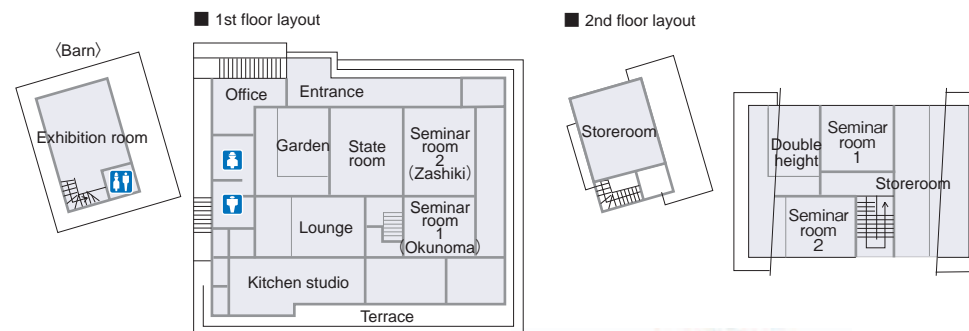 ■ 1st floor layout
■ 2nd floor layout
〈Barn〉
Exhibition room
Office
Entrance
Garden
State
room
Seminar
room
2
(Zashiki)
Lounge
Seminar
room
1
(Okunoma)
Kitchen studio
Terrace
Storeroom
Double
height
Seminar
room
1
Storeroom
Seminar
room
2